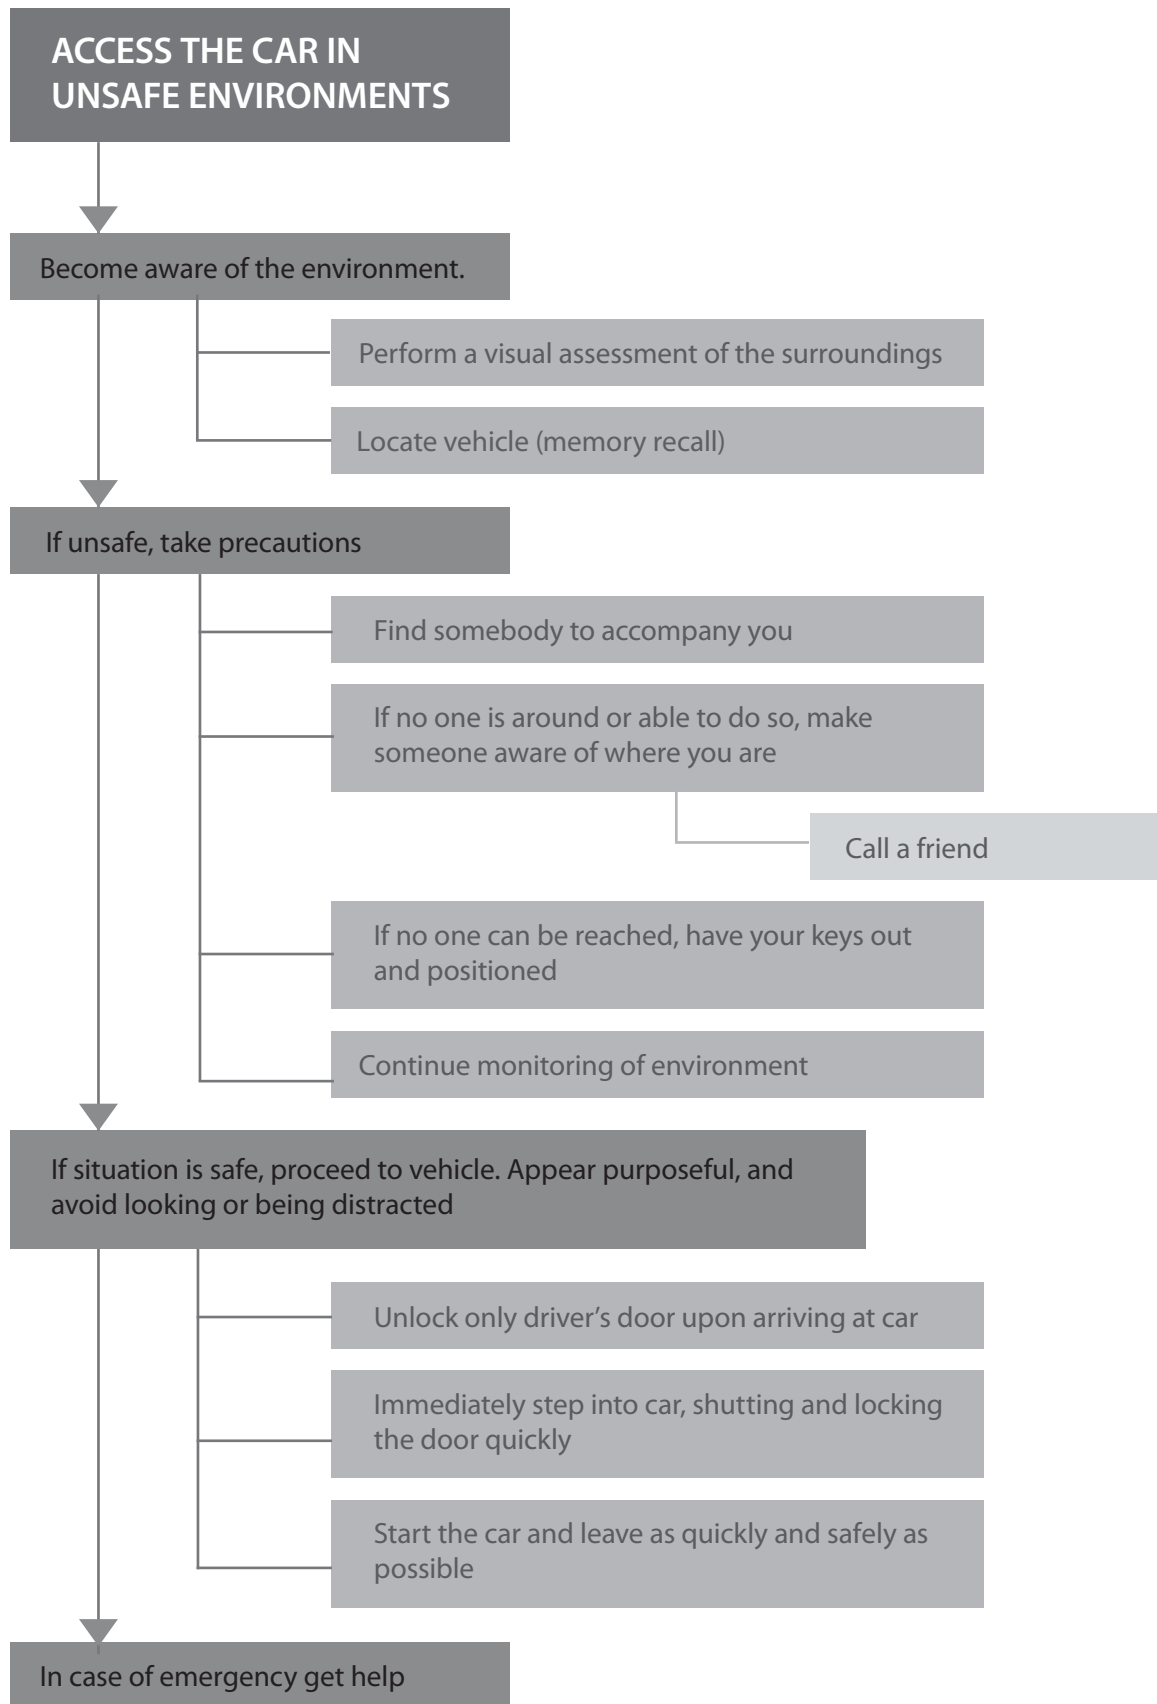 ACCESS THE CAR IN
UNSAFE ENVIRONMENTS
Become aware of the environment.
Perform a visual assessment of the surroundings
Locate vehicle (memory recall)
If unsafe, take precautions
Find somebody to accompany you
If no one is around or able to do so, make
someone aware of where you are
Call a friend
If no one can be reached, have your keys out
and positioned
Continue monitoring of environment
If situation is safe, proceed to vehicle. Appear purposeful, and
avoid looking or being distracted
Unlock only driver’s door upon arriving at car
Immediately step into car, shutting and locking
the door quickly
Start the car and leave as quickly and safely as
possible
In case of emergency get help